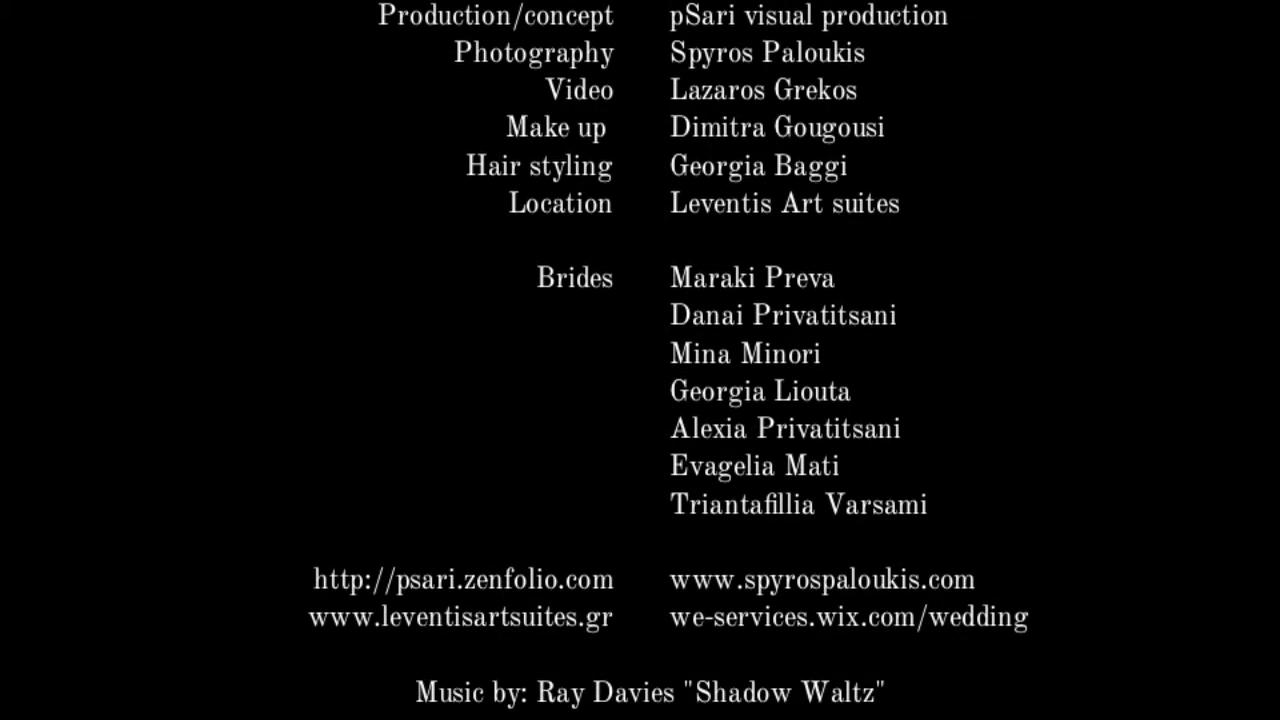 Production/concept pSari visual production
Photography Spyros Paloukis
Video Lazaros Grekos
Make up Dimitra Gougousi
Hair styling Georgia Baggi
Location Leventis Art suites
Brides Maraki Preva
Danai Privatitsani
Mina Minori
Georgia Liouta
Alexia Privatitsani
Evagelia Mati
Triantafillia Varsami
http://psari.zenfolio.com www.spyrospaloukis.com
www.leventisartsuites.gr we-services.wix.com/wedding
Music by: Ray Davies "Shadow Waltz"